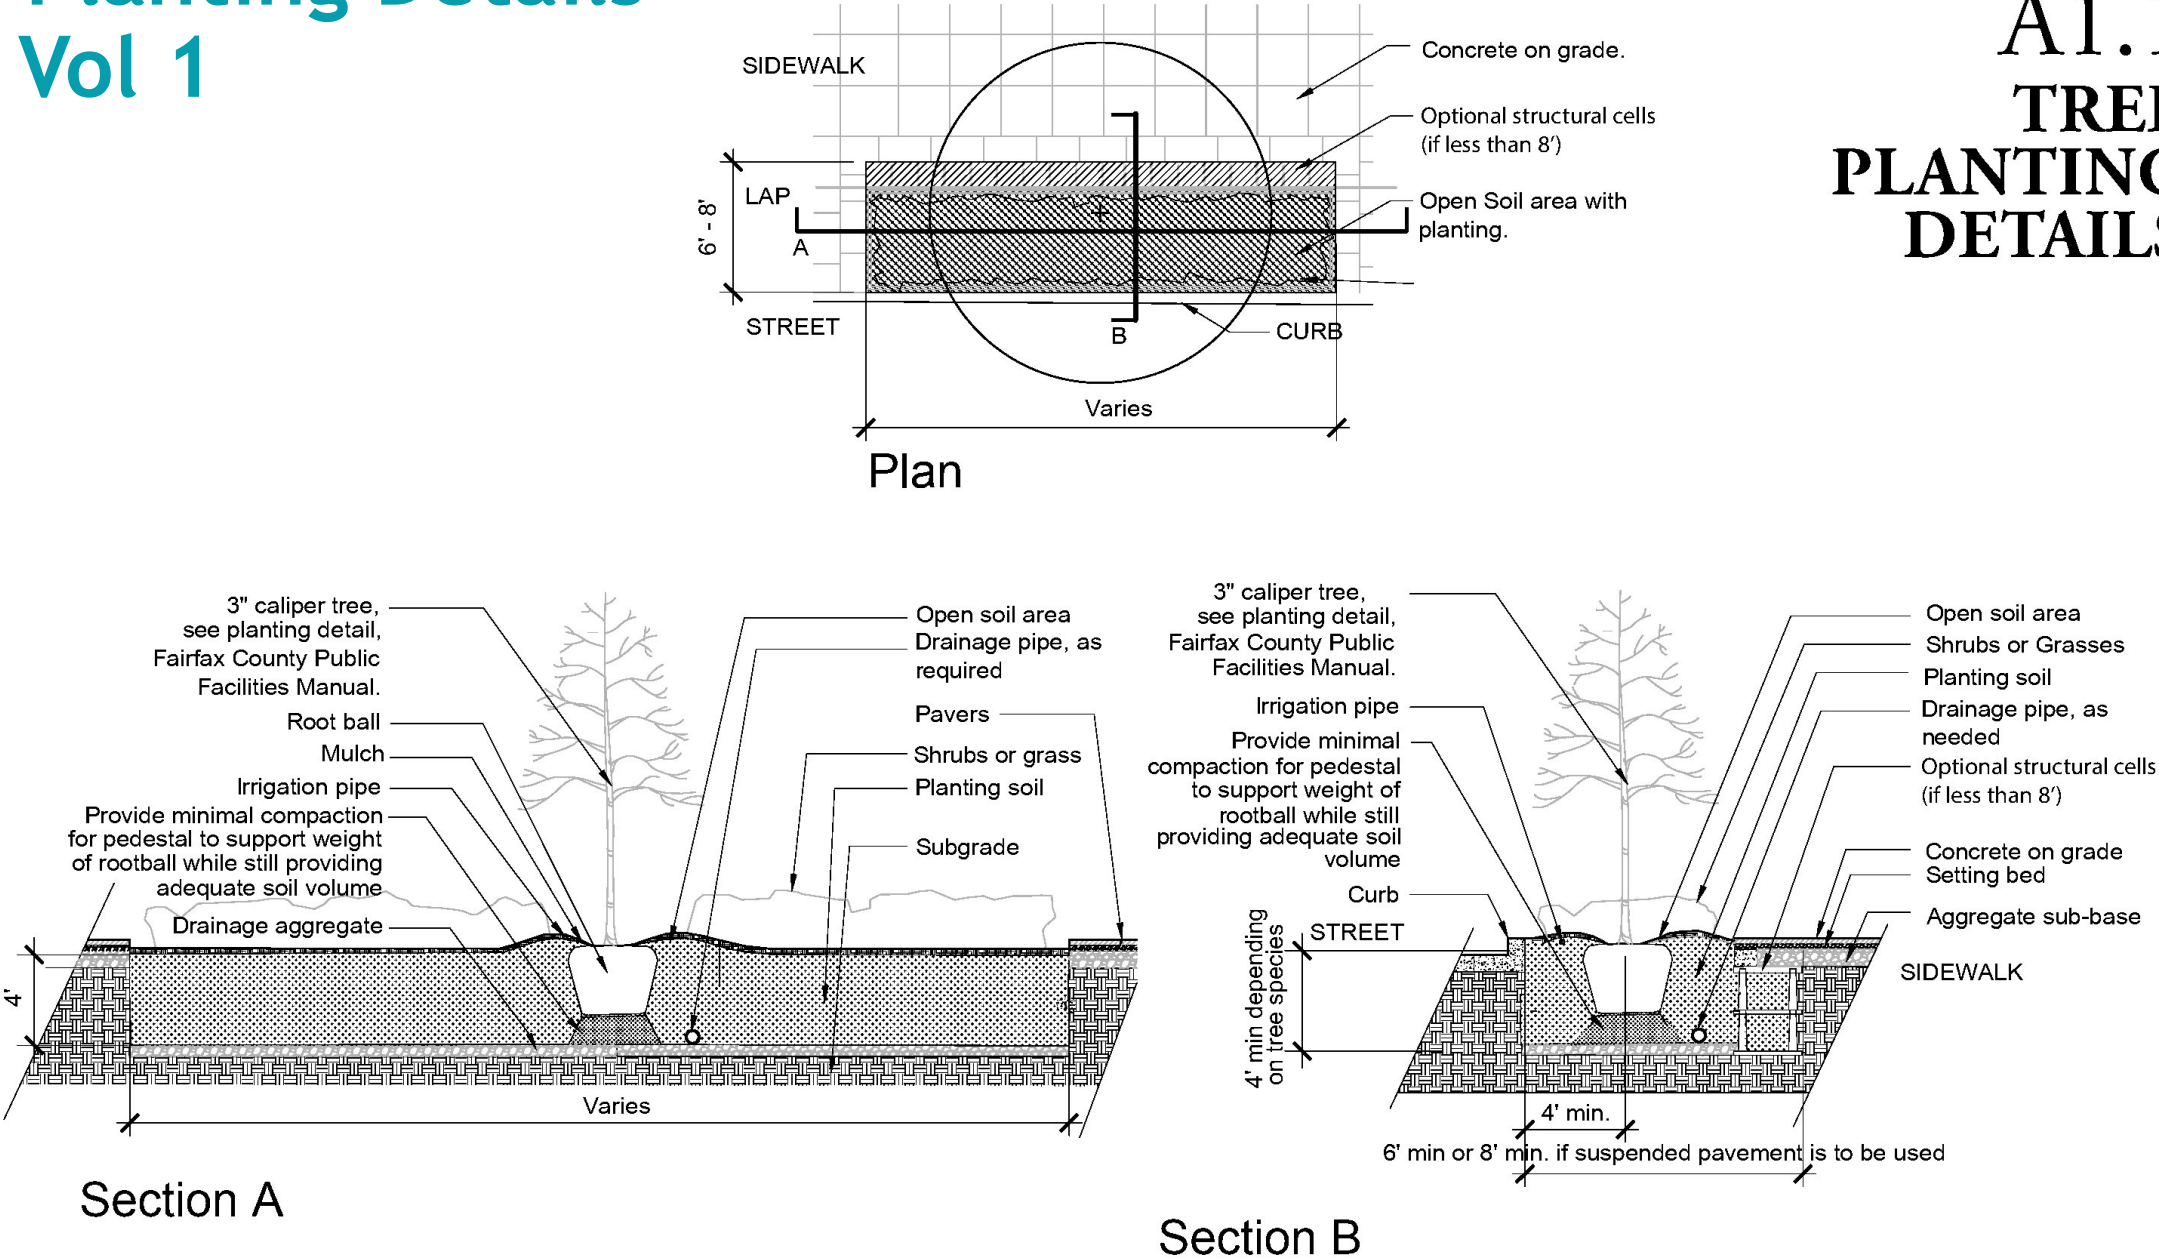 Planting Details
Vol 1
A1.
TREE
PLANTING
DETAILS
SIDEWALK
Concrete on grade.
Optional structural cells
(if less than 8')
LAP
Open Soil area with
planting.
6' - 8'
A
STREET
B
CURB
Varies
Plan
3" caliper tree,
see planting detail,
Fairfax County Public
Facilities Manual.
Root ball
Mulch
Irrigation pipe
Provide minimal compaction
for pedestal to support weight
of rootball while still providing
adequate soil volume
Drainage aggregate
Open soil area
Drainage pipe, as
required
Pavers
Shrubs or grass
Planting soil
Subgrade
4'
Varies
Section A
3" caliper tree,
see planting detail,
Fairfax County Public
Facilities Manual.
Irrigation pipe
Provide minimal
compaction for pedestal
to support weight of
rootball while still
providing adequate soil
volume
Curb
STREET
4' min depending
on tree species
Open soil area
Shrubs or Grasses
Planting soil
Drainage pipe, as
needed
Optional structural cells
(if less than 8')
Concrete on grade
Setting bed
Aggregate sub-base
SIDEWALK
4' min.
6' min or 8' min. if suspended pavement is to be used
Section B